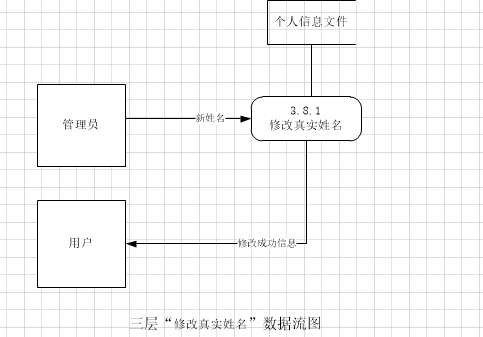 个人信息文件
3.8.1
修改真实姓名
管理员
新姓名
用户
修改成功信息
三层“修改真实姓名”数据流图